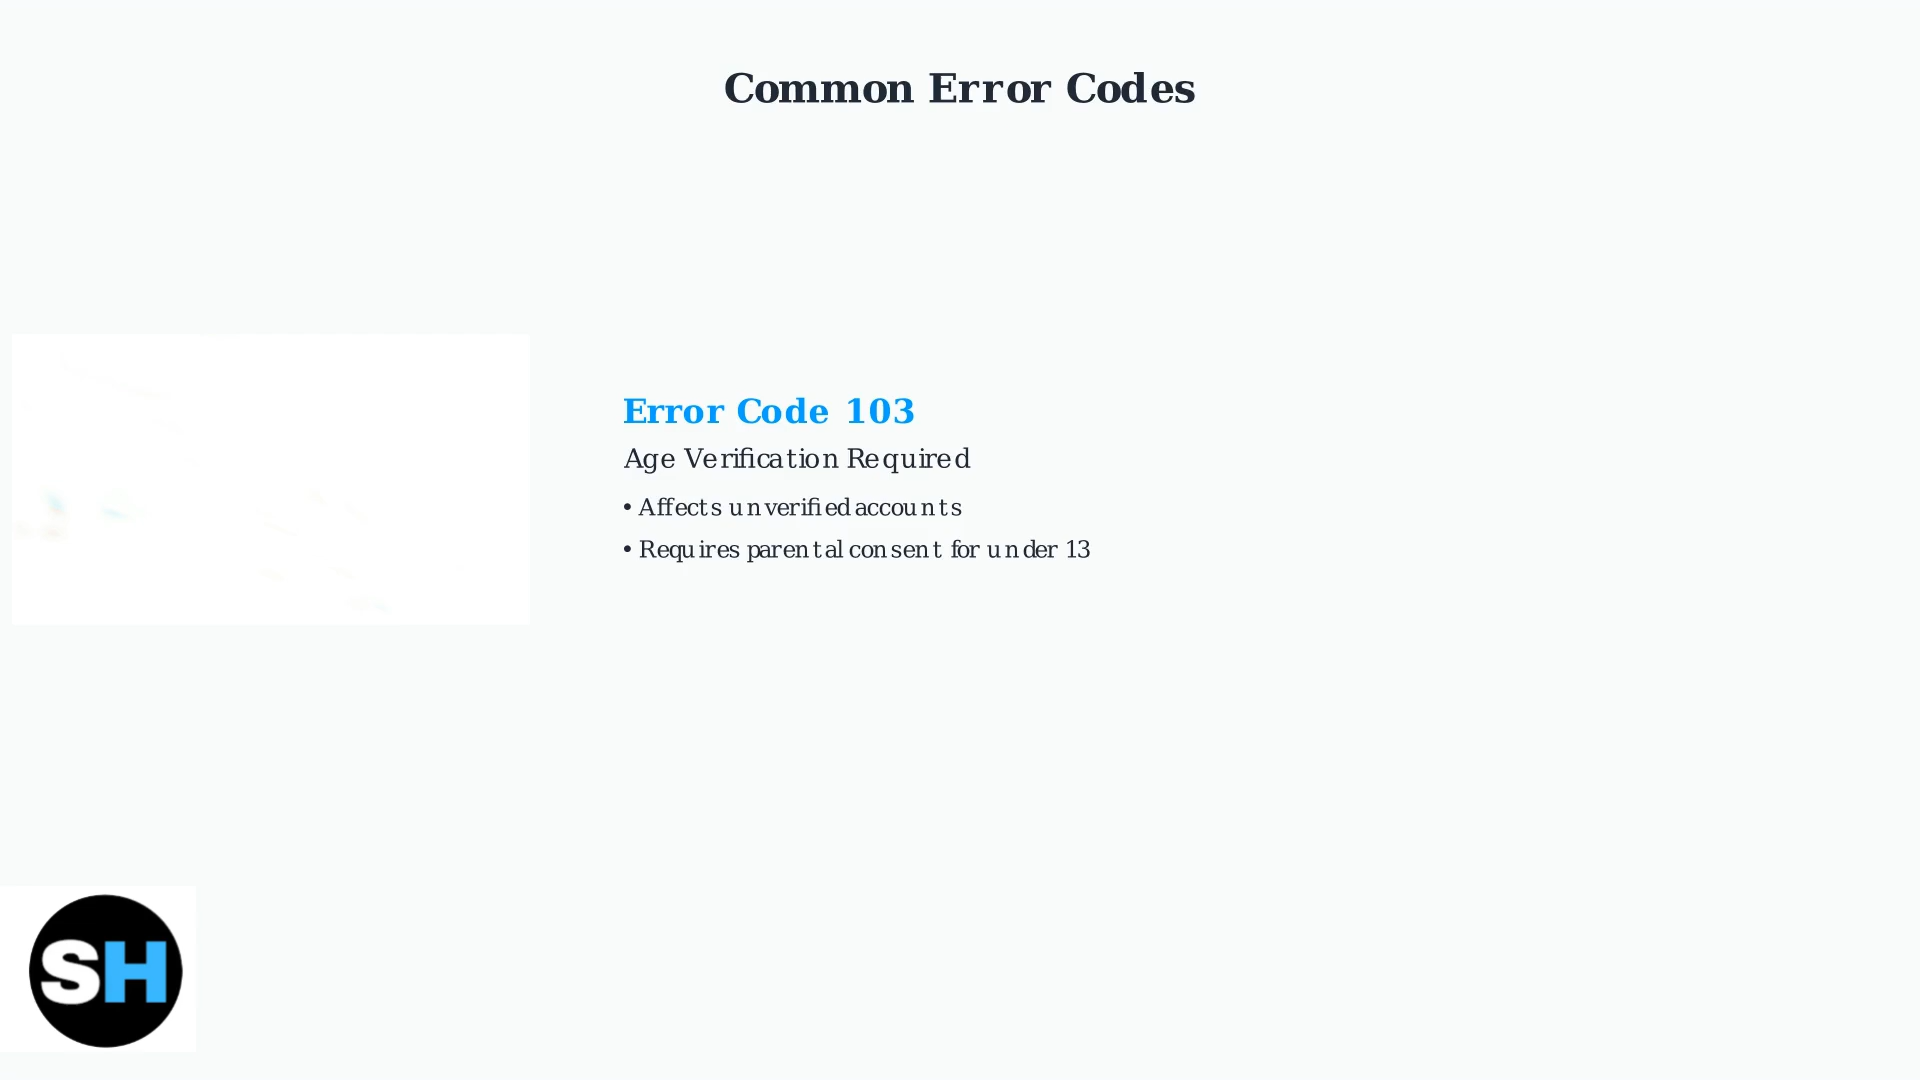 Common Error Codes
Error Code 103
Age Verification Required
• Affects unverified accounts
• Requires parental consent for under 13
SH